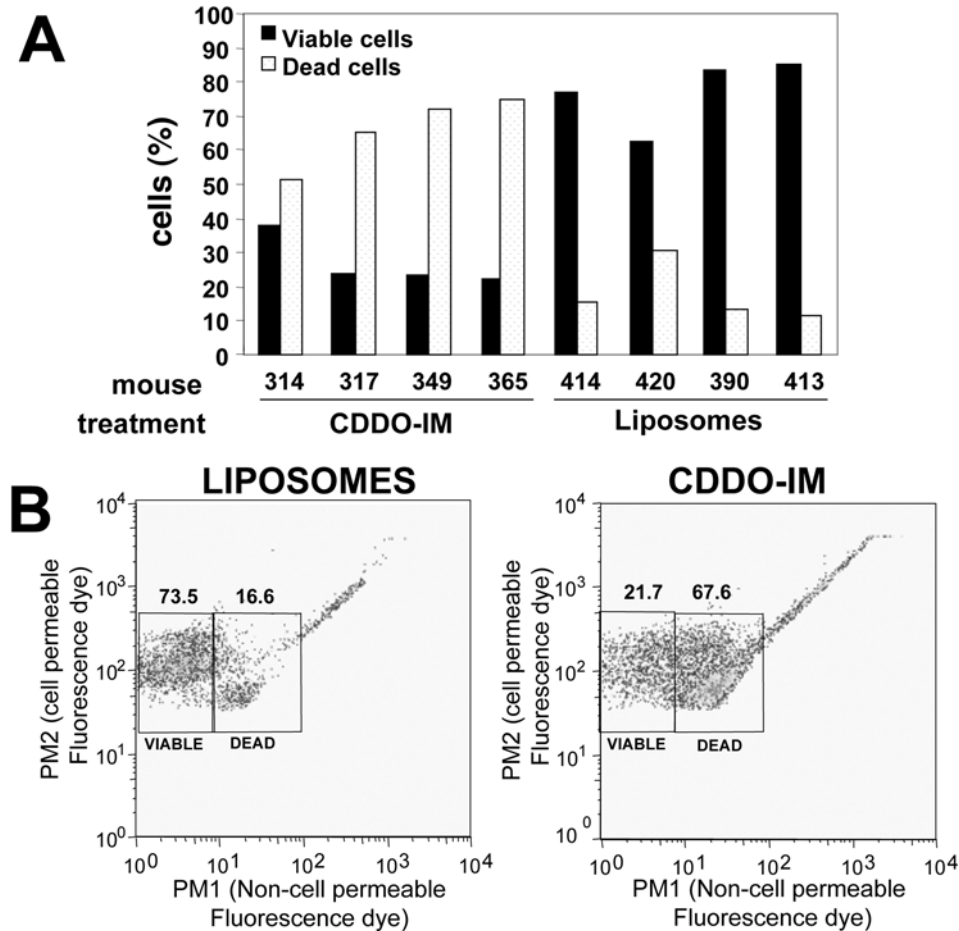 A
100
90
80
70
60
50
40
30
20
10
0
cells (%)
Viable cells
Dead cells
mouse 314 317 349 365 414 420 390 413
treatment CDDO-IM Liposomes
B
LIPOSOMES
10^4
10^3
10^2
10^1
10^0
PM2 (cell permeable
Fluorescence dye)
73.5 16.6
VIABLE DEAD
10^0 10^1 10^2 10^3 10^4
PM1 (Non-cell permeable
Fluorescence dye)
CDDO-IM
10^4
10^3
10^2
10^1
10^0
PM2 (cell permeable
Fluorescence dye)
21.7 67.6
VIABLE DEAD
10^0 10^1 10^2 10^3 10^4
PM1 (Non-cell permeable
Fluorescence dye)